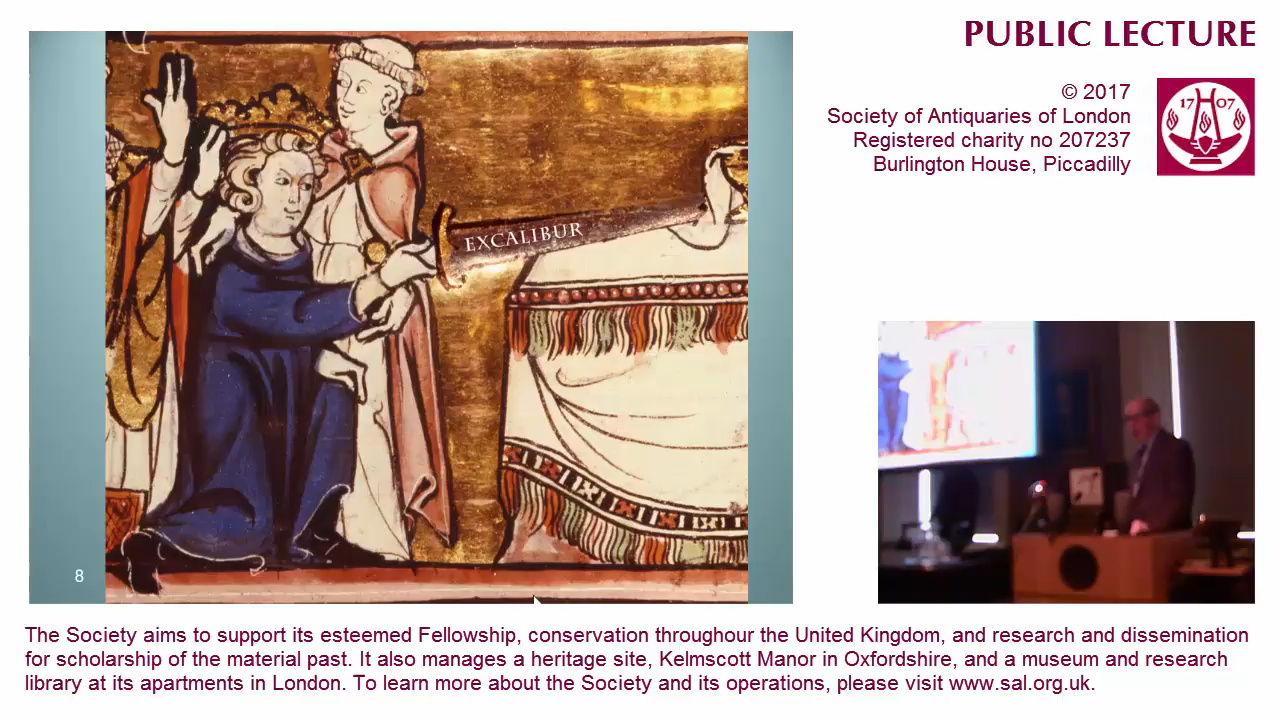 PUBLIC LECTURE
© 2017
Society of Antiquaries of London
Registered charity no 207237
Burlington House, Piccadilly
17 07
EXCALIBUR
8
The Society aims to support its esteemed Fellowship, conservation throughour the United Kingdom, and research and dissemination
for scholarship of the material past. It also manages a heritage site, Kelmscott Manor in Oxfordshire, and a museum and research
library at its apartments in London. To learn more about the Society and its operations, please visit www.sal.org.uk.